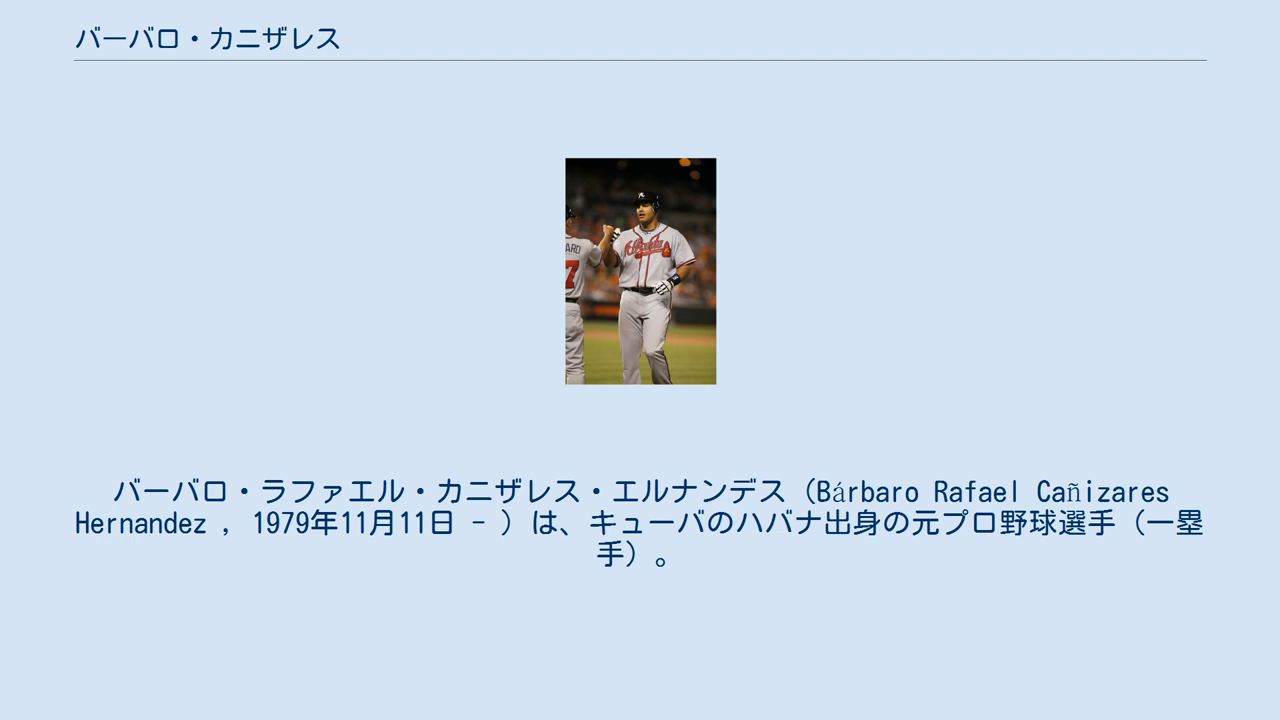 バーバロ・カニザレス
Atlanta
ARD
7
バーバロ・ラファエル・カニザレス・エルナンデス（Bárbaro Rafael Cañizares
Hernandez , 1979年11月11日 - ）は、キューバのハバナ出身の元プロ野球選手（一塁
手）。